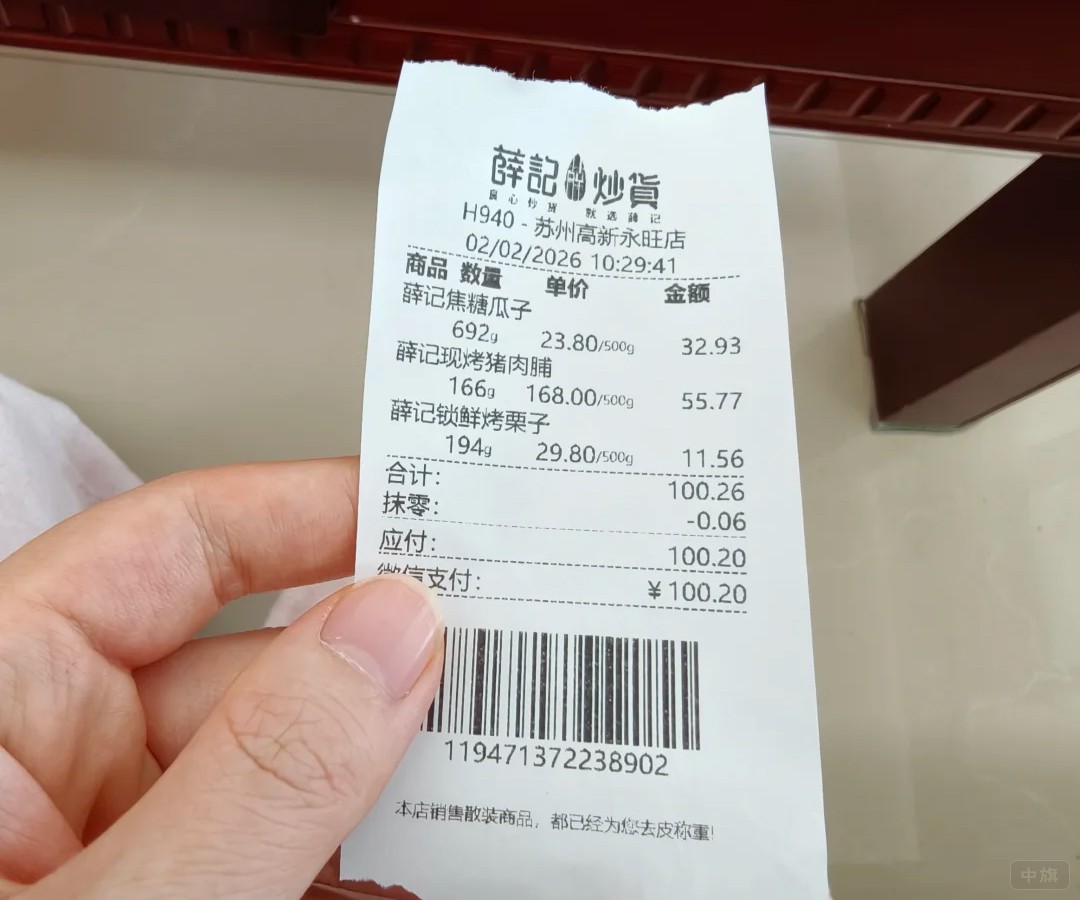 薛記炒貨
良心炒货 就选薛记
H940 - 苏州高新永旺店
02/02/2026 10:29:41
商品 数量 单价 金额
薛记焦糖瓜子
692g 23.80/500g 32.93
薛记现烤猪肉脯
166g 168.00/500g 55.77
薛记锁鲜烤栗子
194g 29.80/500g 11.56
合计: 100.26
抹零: -0.06
应付: 100.20
微信支付: ¥100.20
119471372238902
本店销售散装商品，都已经为您去皮称重!
中旗